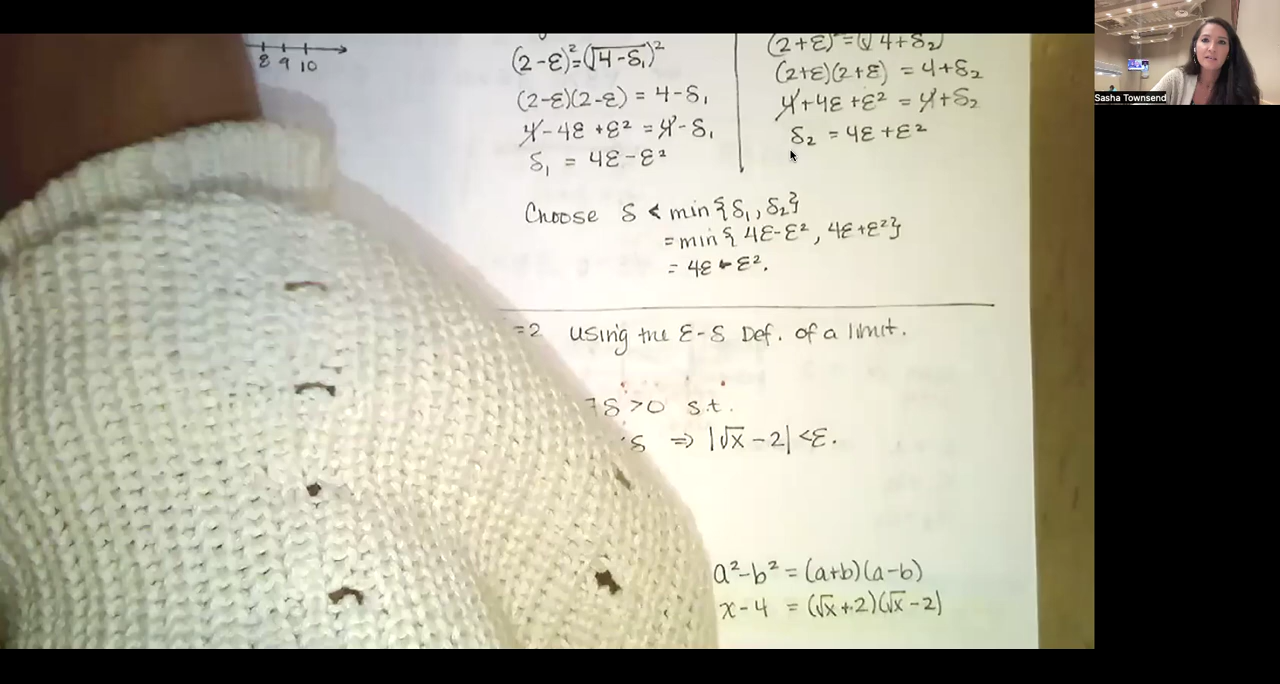 8 9 10
(2-ε)²=(√4-δ₁)²
(2-ε)(2-ε) = 4-δ₁
4-4ε+ε² = 4-δ₁
δ₁ = 4ε-ε²
(2+ε)²=(√4+δ₂)
(2+ε)(2+ε) = 4+δ₂
4+4ε+ε² = 4+δ₂
δ₂ = 4ε+ε²
Choose δ < min{δ₁, δ₂}
= min{4ε-ε², 4ε+ε²}
= 4ε-ε².
=2 using the ε-δ Def. of a limit.
∃δ>0 s.t.
δ ⇒ |√x-2|<ε.
a²-b² = (a+b)(a-b)
x-4 = (√x+2)(√x-2)
Sasha Townsend